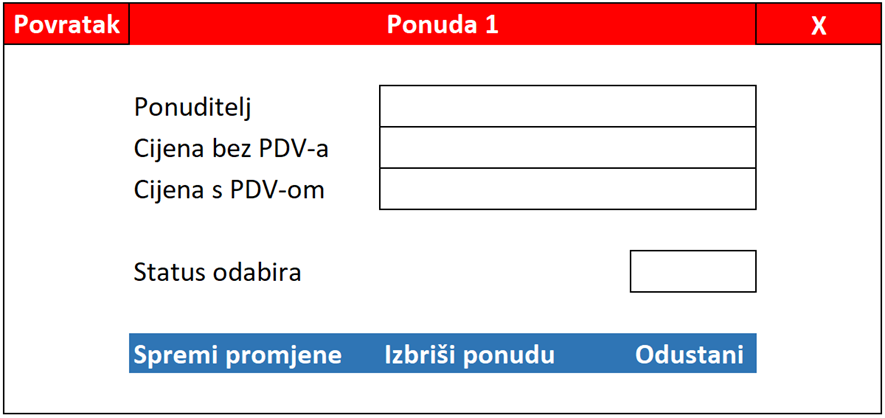 Povratak Ponuda 1 X
Ponuditelj
Cijena bez PDV-a
Cijena s PDV-om
Status odabira
Spremi promjene Izbriši ponudu Odustani